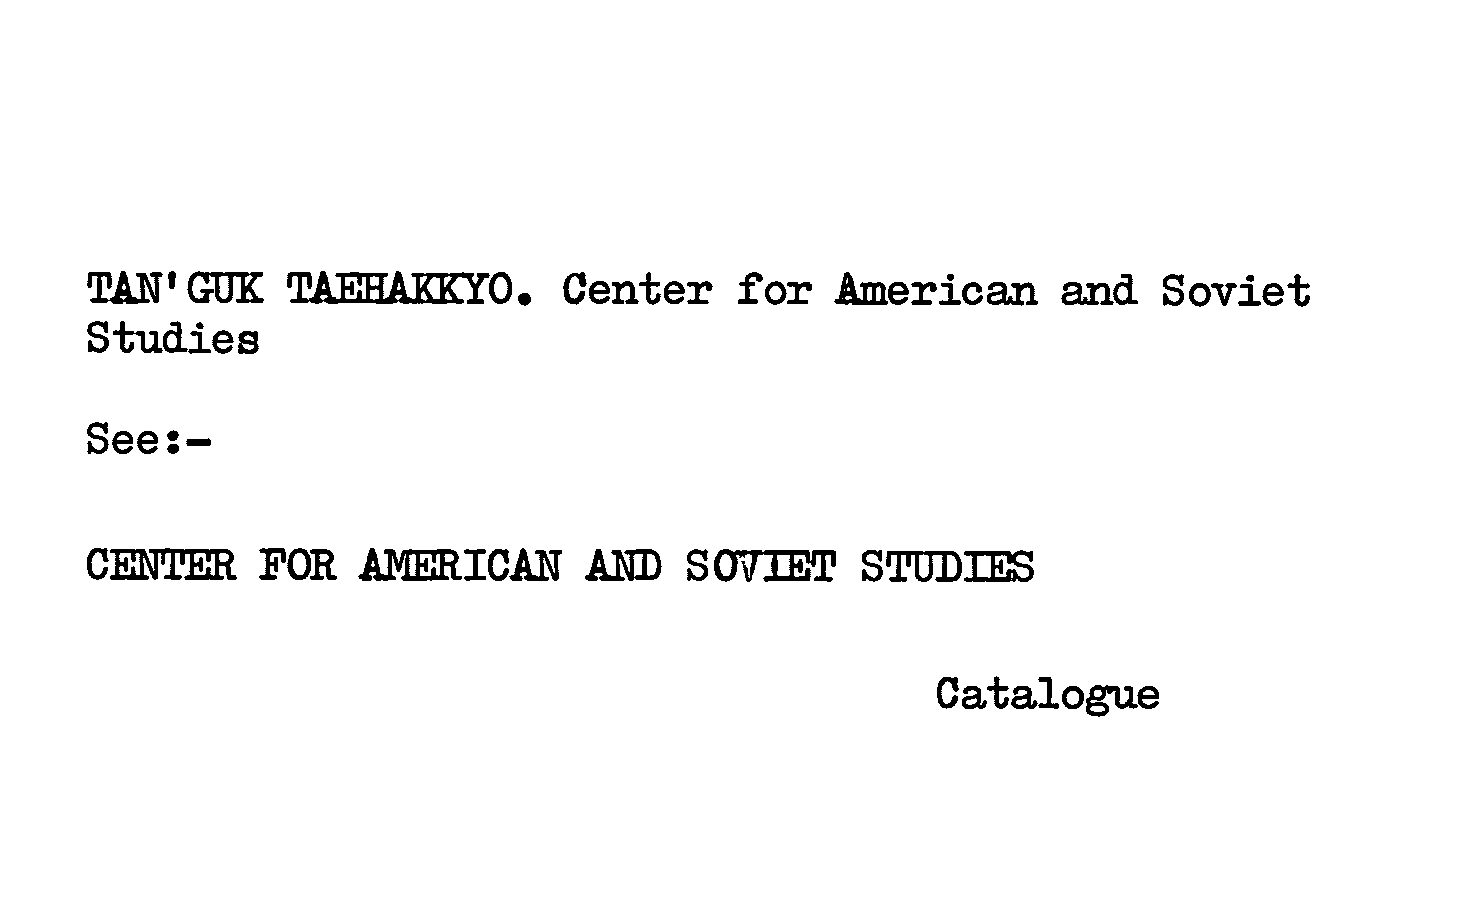 TAN'GUK TAEHAKKYO. Center for American and Soviet
Studies
See:-
CENTER FOR AMERICAN AND SOVIET STUDIES
Catalogue